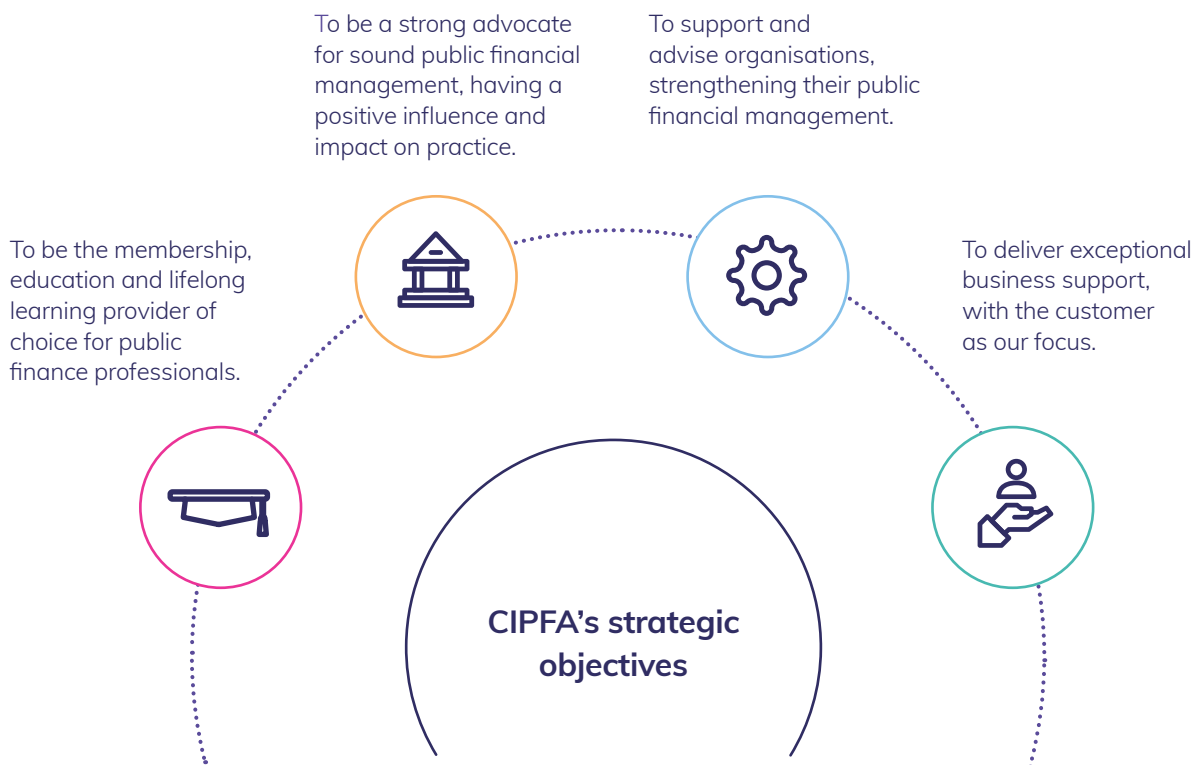 To be a strong advocate
for sound public financial
management, having a
positive influence and
impact on practice.
To support and
advise organisations,
strengthening their public
financial management.
To be the membership,
education and lifelong
learning provider of
choice for public
finance professionals.
To deliver exceptional
business support,
with the customer
as our focus.
CIPFA’s strategic
objectives